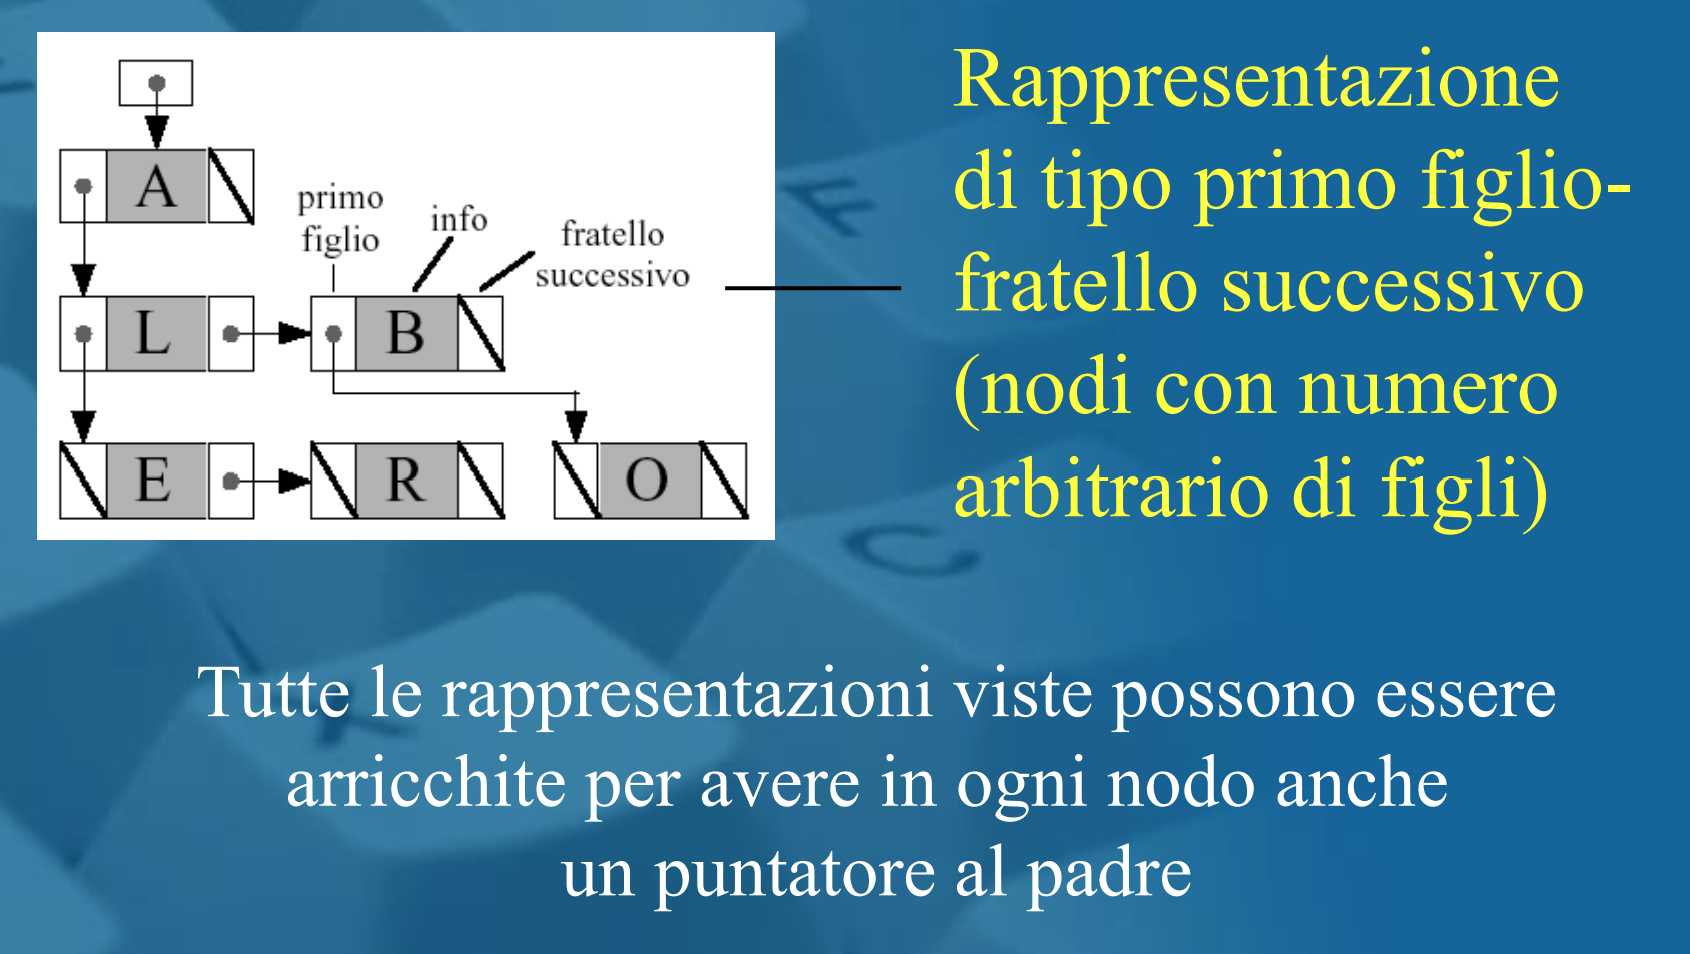 A
primo
figlio
info
fratello
successivo
L
B
E
R
O
Rappresentazione
di tipo primo figlio-
fratello successivo
(nodi con numero
arbitrario di figli)
F
C
K
Tutte le rappresentazioni viste possono essere
arricchite per avere in ogni nodo anche
un puntatore al padre